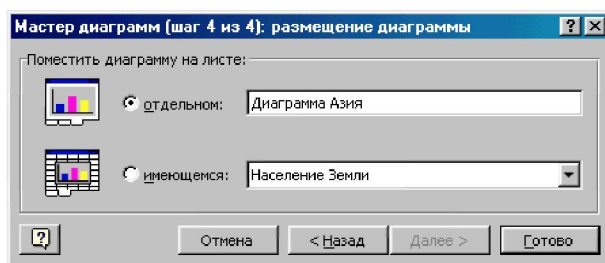 Мастер диаграмм (шаг 4 из 4): размещение диаграммы
Поместить диаграмму на листе:
отдельном: Диаграмма Азия
имеющемся: Население Земли
Отмена < Назад Далее > Готово